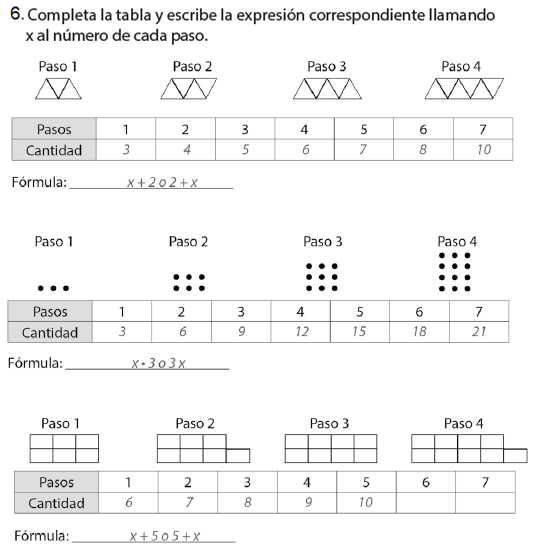 6. Completa la tabla y escribe la expresión correspondiente llamando
x al número de cada paso.
Paso 1 Paso 2 Paso 3 Paso 4
Pasos 1 2 3 4 5 6 7
Cantidad 3 4 5 6 7 8 10
Fórmula: x + 2 o 2 + x
Paso 1 Paso 2 Paso 3 Paso 4
Pasos 1 2 3 4 5 6 7
Cantidad 3 6 9 12 15 18 21
Fórmula: x • 3 o 3 x
Paso 1 Paso 2 Paso 3 Paso 4
Pasos 1 2 3 4 5 6 7
Cantidad 6 7 8 9 10
Fórmula: x + 5 o 5 + x